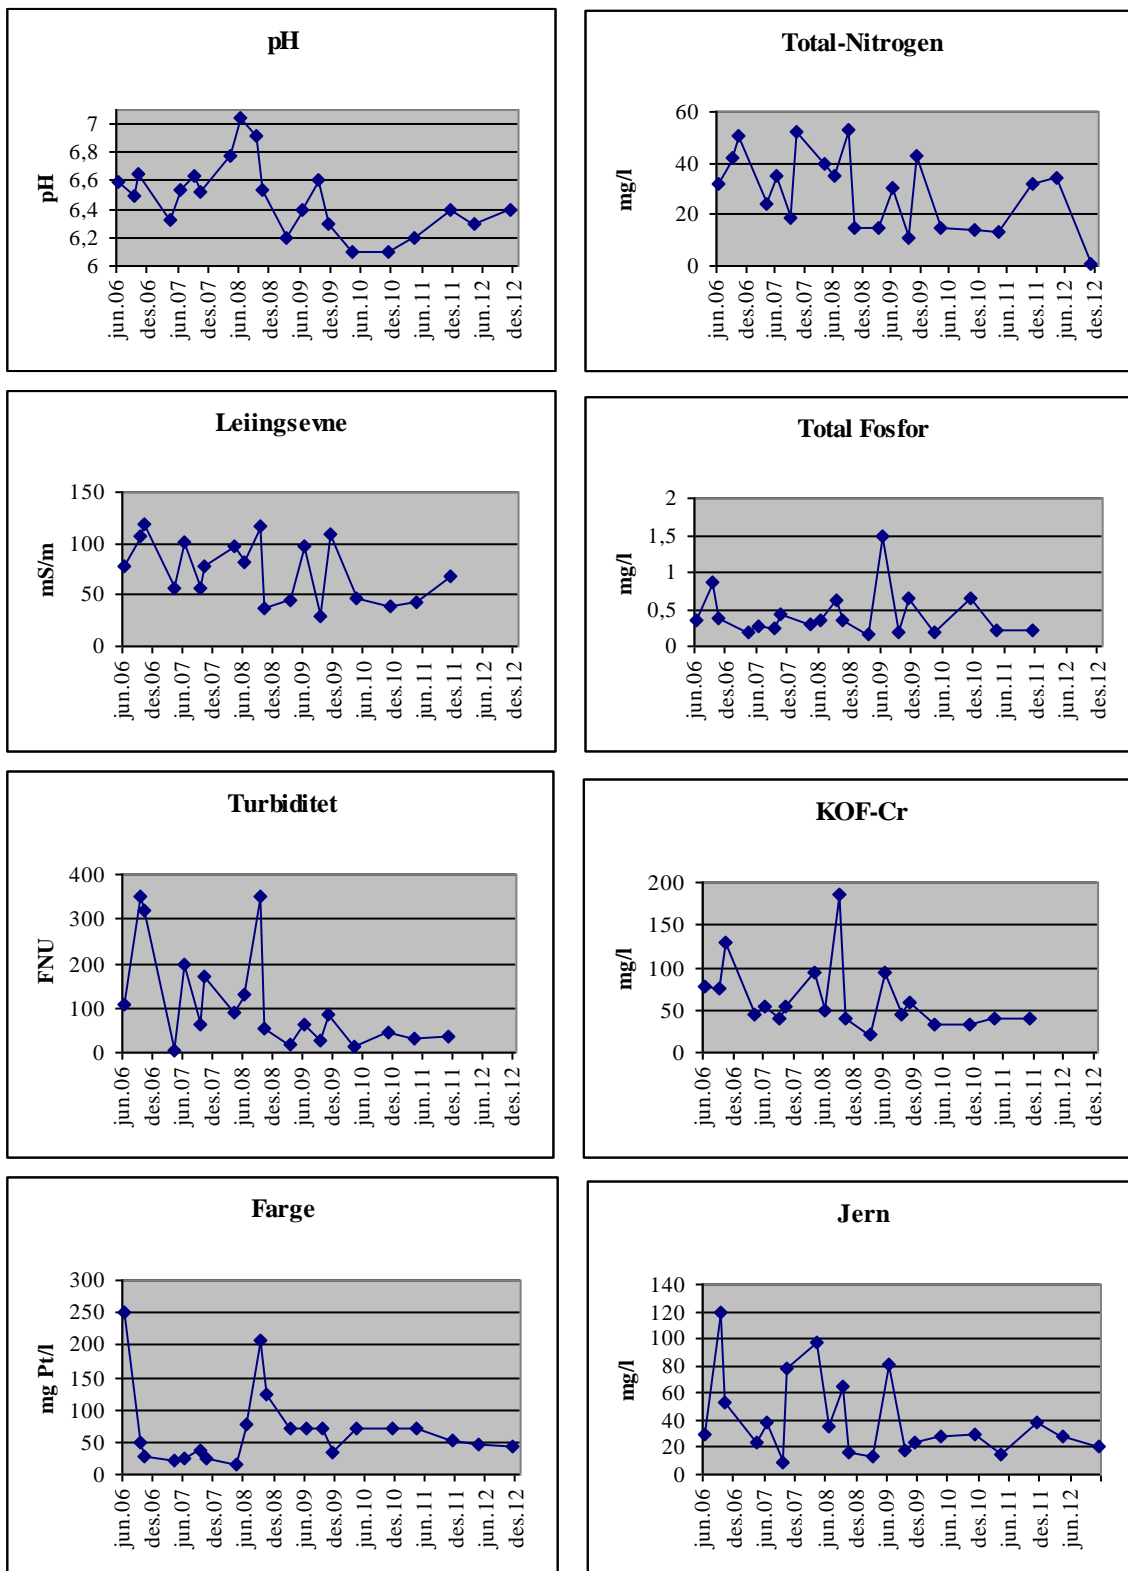 pH
pH
7
6,8
6,6
6,4
6,2
6
jun.06
des.06
jun.07
des.07
jun.08
des.08
jun.09
des.09
jun.10
des.10
jun.11
des.11
jun.12
des.12
Total-Nitrogen
mg/l
60
40
20
0
jun.06
des.06
jun.07
des.07
jun.08
des.08
jun.09
des.09
jun.10
des.10
jun.11
des.11
jun.12
des.12
Leiingsevne
mS/m
150
100
50
0
jun.06
des.06
jun.07
des.07
jun.08
des.08
jun.09
des.09
jun.10
des.10
jun.11
des.11
jun.12
des.12
Total Fosfor
mg/l
2
1,5
1
0,5
0
jun.06
des.06
jun.07
des.07
jun.08
des.08
jun.09
des.09
jun.10
des.10
jun.11
des.11
jun.12
des.12
Turbiditet
FNU
400
300
200
100
0
jun.06
des.06
jun.07
des.07
jun.08
des.08
jun.09
des.09
jun.10
des.10
jun.11
des.11
jun.12
des.12
KOF-Cr
mg/l
200
150
100
50
0
jun.06
des.06
jun.07
des.07
jun.08
des.08
jun.09
des.09
jun.10
des.10
jun.11
des.11
jun.12
des.12
Farge
mg Pt/l
300
250
200
150
100
50
0
jun.06
des.06
jun.07
des.07
jun.08
des.08
jun.09
des.09
jun.10
des.10
jun.11
des.11
jun.12
des.12
Jern
mg/l
140
120
100
80
60
40
20
0
jun.06
des.06
jun.07
des.07
jun.08
des.08
jun.09
des.09
jun.10
des.10
jun.11
des.11
jun.12